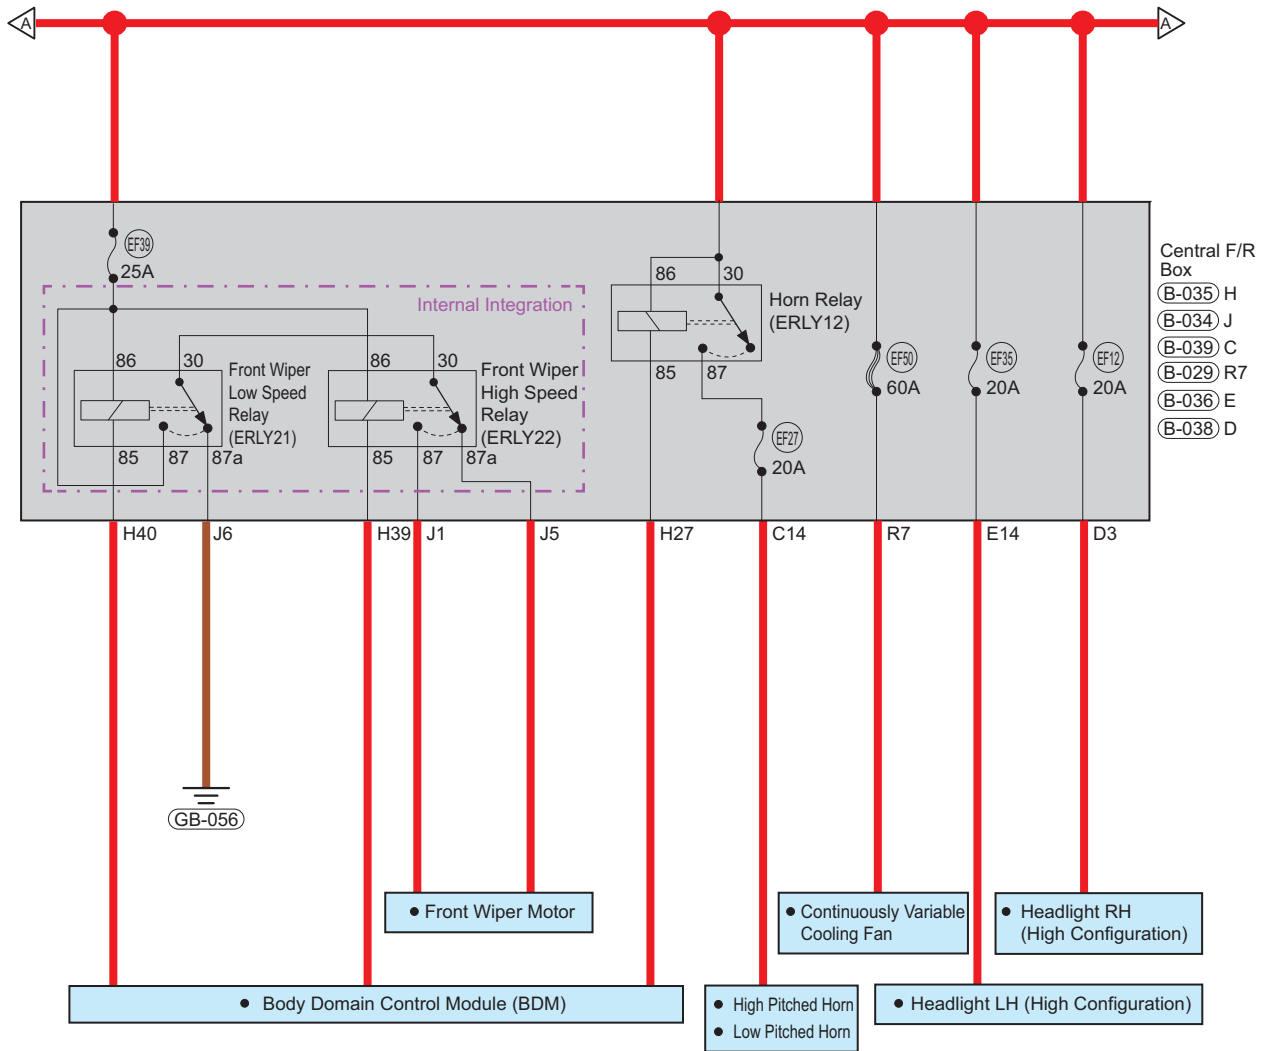 A
A
EF39
25A
Internal Integration
86
30
Front Wiper
Low Speed
Relay
(ERLY21)
85
87
87a
86
30
Front Wiper
High Speed
Relay
(ERLY22)
85
87
87a
86
30
Horn Relay
(ERLY12)
85
87
EF27
20A
EF50
60A
EF35
20A
EF12
20A
Central F/R
Box
B-035 H
B-034 J
B-039 C
B-029 R7
B-036 E
B-038 D
H40
J6
H39
J1
J5
H27
C14
R7
E14
D3
GB-056
● Front Wiper Motor
● Continuously Variable
Cooling Fan
● Headlight RH
(High Configuration)
● Body Domain Control Module (BDM)
● High Pitched Horn
● Low Pitched Horn
● Headlight LH (High Configuration)